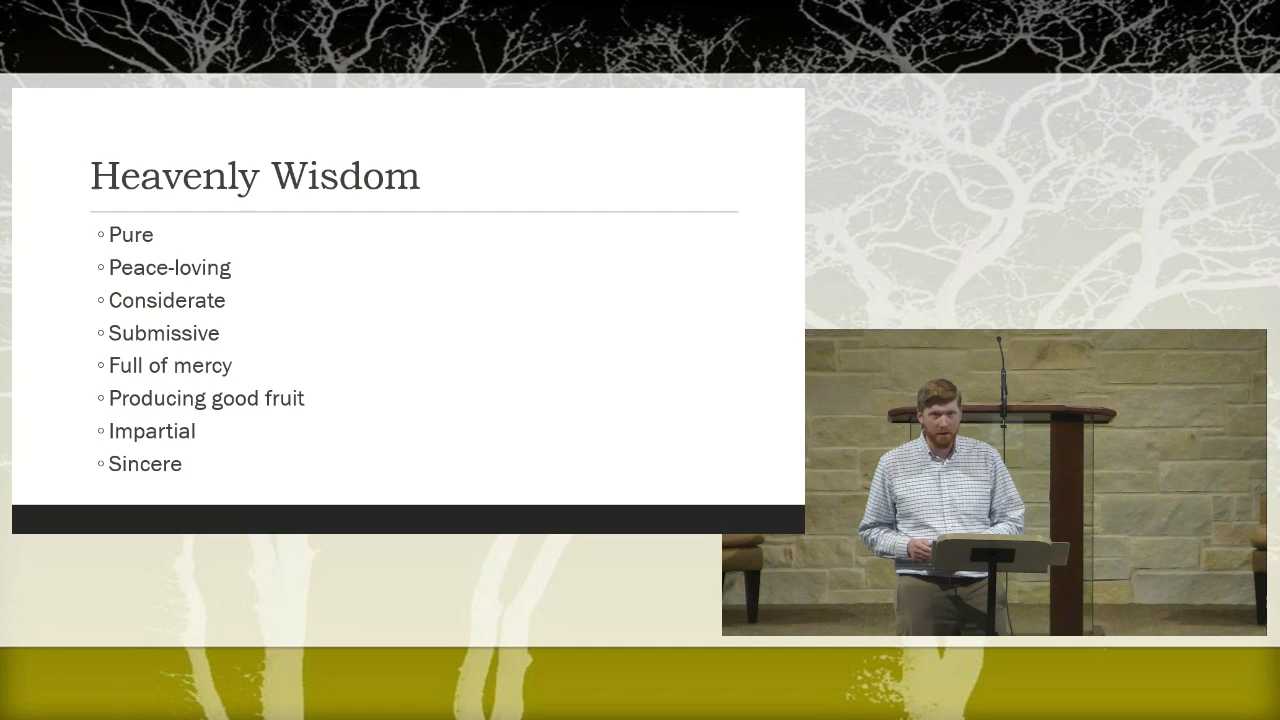 Heavenly Wisdom
◦ Pure
◦ Peace-loving
◦ Considerate
◦ Submissive
◦ Full of mercy
◦ Producing good fruit
◦ Impartial
◦ Sincere